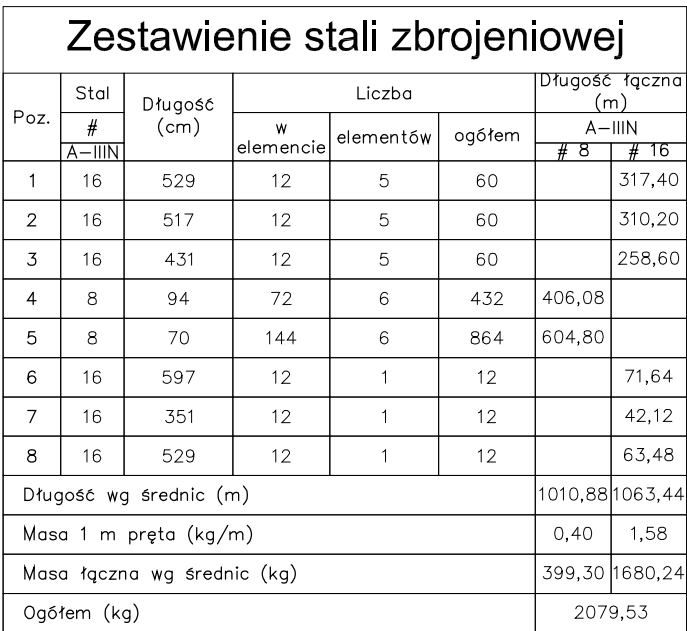 Zestawienie stali zbrojeniowej
Poz. Stal Długość (cm) Liczba Długość łączna (m)
# w elemencie elementów ogółem A-IIIN
A-IIIN # 8 # 16
1 16 529 12 5 60 317,40
2 16 517 12 5 60 310,20
3 16 431 12 5 60 258,60
4 8 94 72 6 432 406,08
5 8 70 144 6 864 604,80
6 16 597 12 1 12 71,64
7 16 351 12 1 12 42,12
8 16 529 12 1 12 63,48
Długość wg średnic (m) 1010,88 1063,44
Masa 1 m pręta (kg/m) 0,40 1,58
Masa łączna wg średnic (kg) 399,30 1680,24
Ogółem (kg) 2079,53